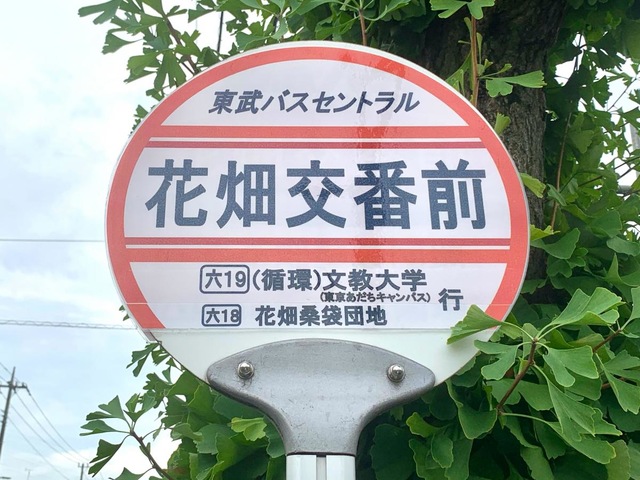 東武バスセントラル
花畑交番前
六19 (循環)文教大学
(東京あだちキャンパス) 行
六18 花畑桑袋団地